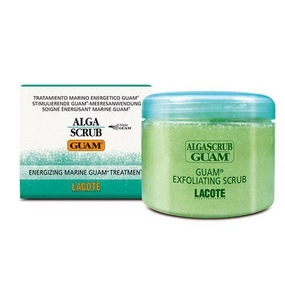 TRATTAMENTO MARINO ENERGETICO GUAM®
STIMULIERENDE GUAM®-MEERESANWENDUNG
SOIGNE ENERGISANT MARINE GUAM®
ALGA
SCRUB
GUAM
ENERGIZING MARINE GUAM® TREATMENT
LACOTE
ALGASCRUB
GUAM®
GUAM®
EXFOLIATING SCRUB
LACOTE